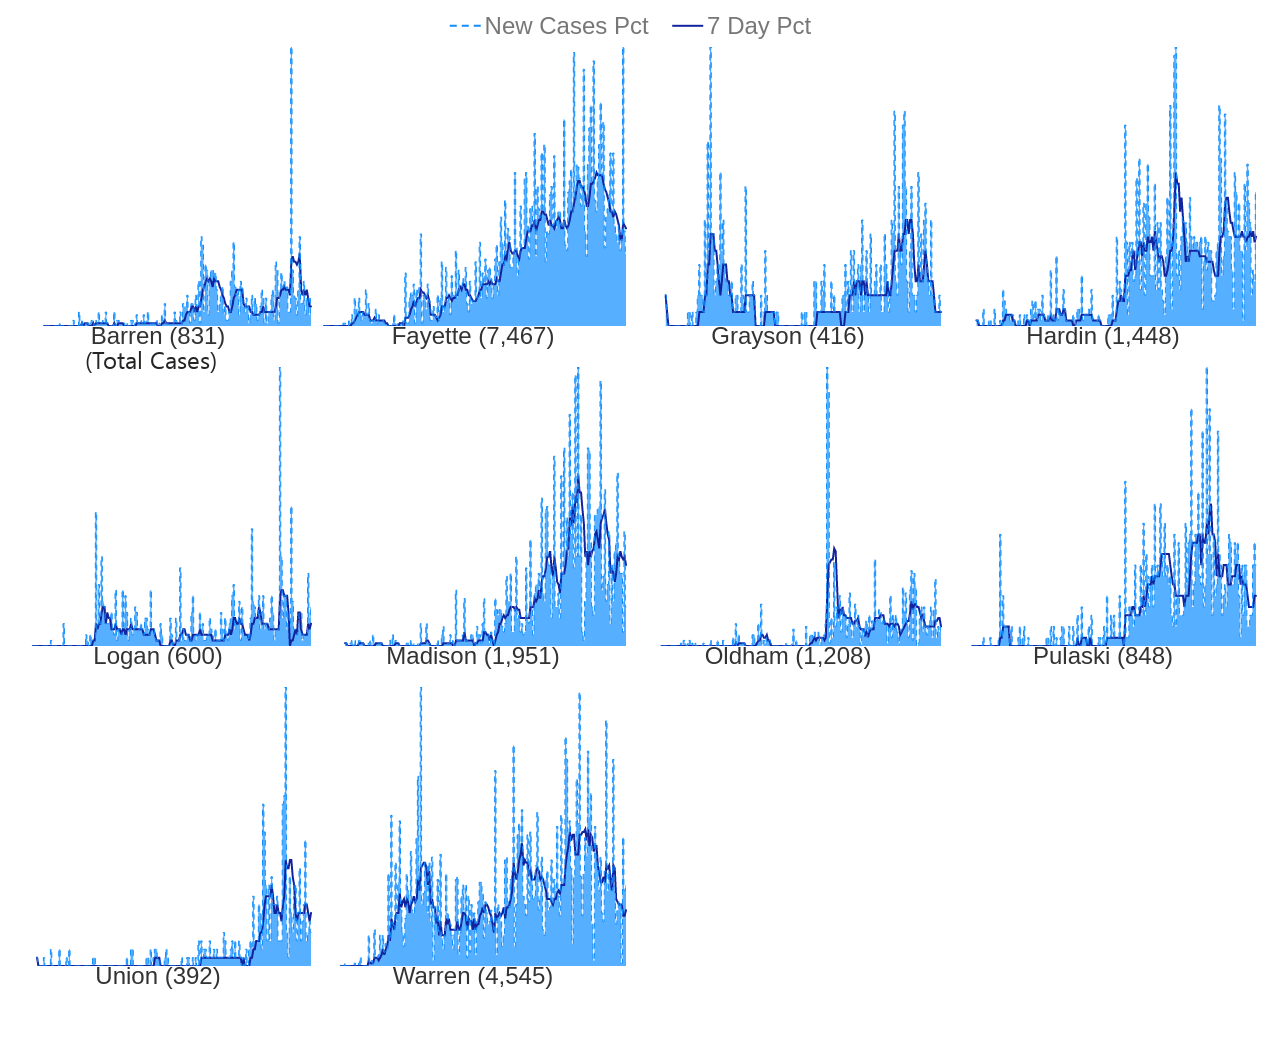 New Cases Pct 7 Day Pct
Barren (831) Fayette (7,467) Grayson (416) Hardin (1,448)
(Total Cases)
Logan (600) Madison (1,951) Oldham (1,208) Pulaski (848)
Union (392) Warren (4,545)